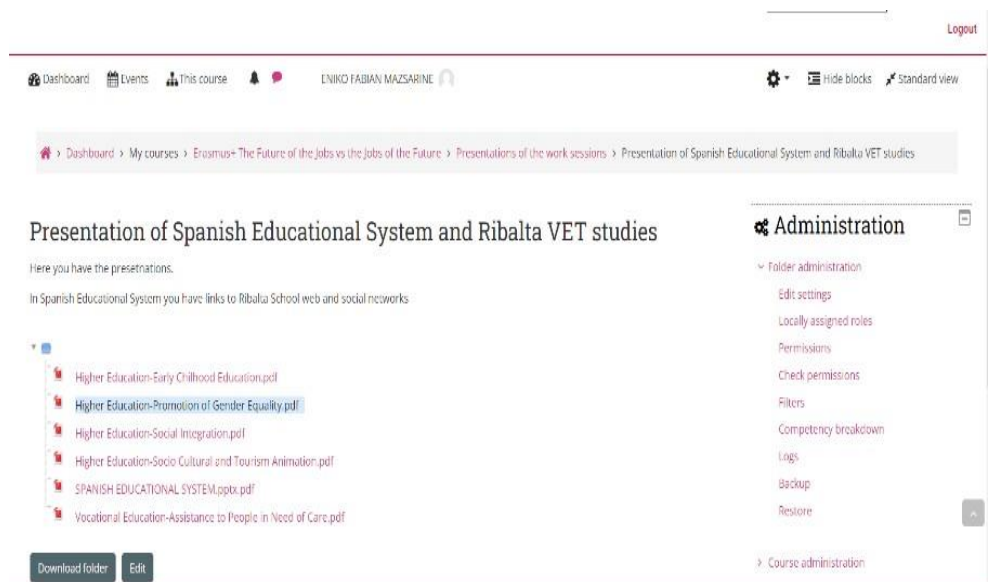 Logout
Dashboard Events This course ENIKO FABIAN MAZSARINE Hide blocks Standard view
> Dashboard > My courses > Erasmus+ The Future of the Jobs vs the Jobs of the Future > Presentations of the work sessions > Presentation of Spanish Educational System and Ribalta VET studies
Presentation of Spanish Educational System and Ribalta VET studies
Here you have the presetnations.
In Spanish Educational System you have links to Ribalta School web and social networks
Higher Education-Early Chilhood Education.pdf
Higher Education-Promotion of Gender Equality.pdf
Higher Education-Social Integration.pdf
Higher Education-Socio Cultural and Tourism Animation.pdf
SPANISH EDUCATIONAL SYSTEM.pptx.pdf
Vocational Education-Assistance to People in Need of Care.pdf
Download folder Edit
Administration
Folder administration
Edit settings
Locally assigned roles
Permissions
Check permissions
Filters
Competency breakdown
Logs
Backup
Restore
> Course administration